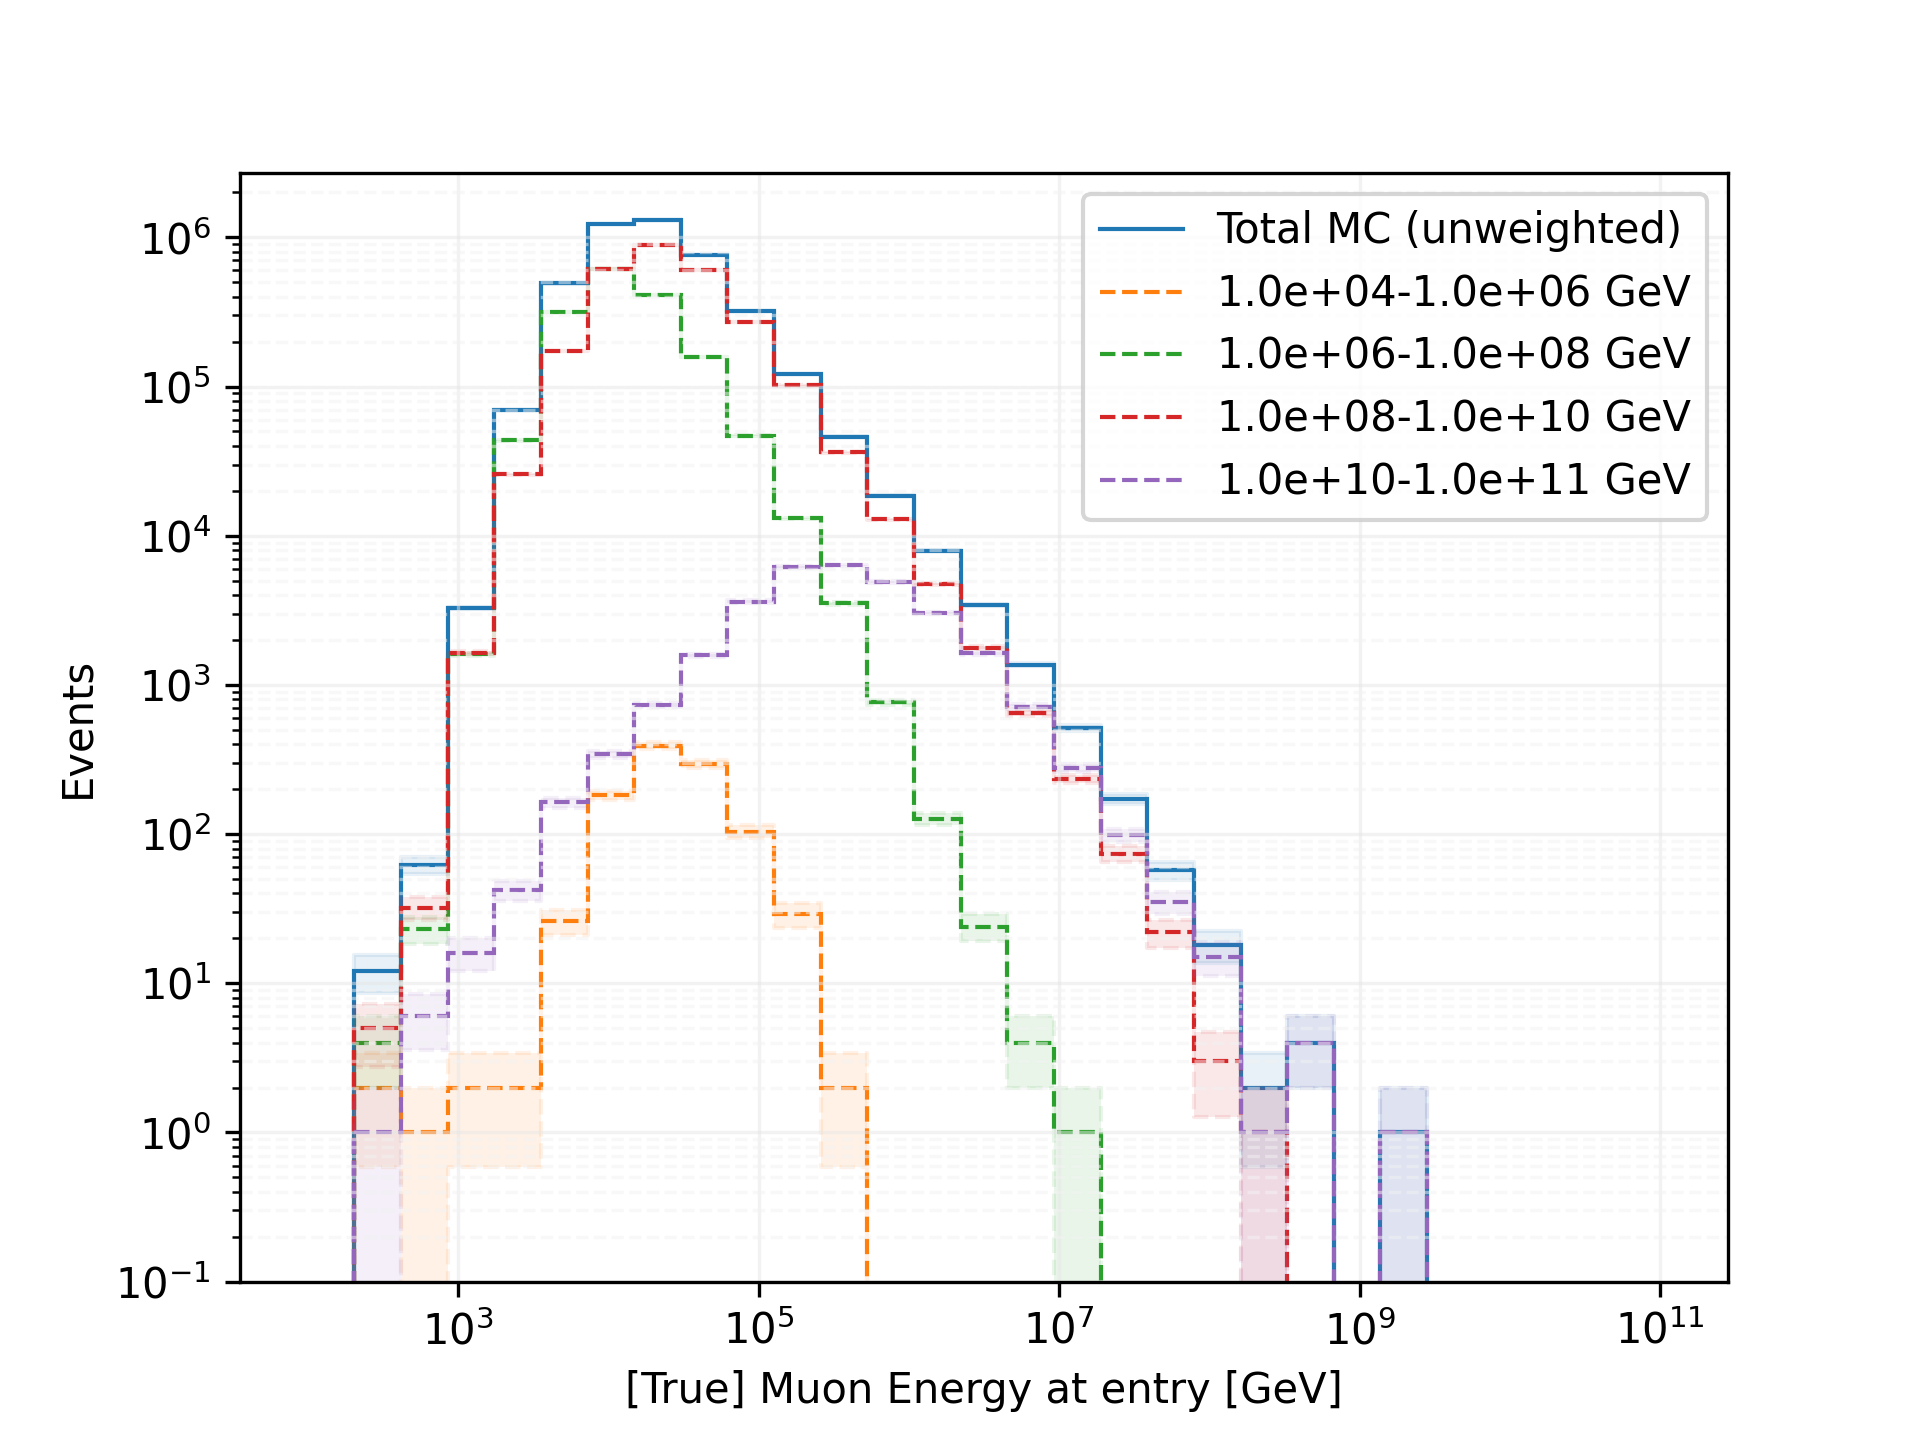 10⁶
10⁵
10⁴
10³
10²
10¹
10⁰
10⁻¹
Events
Total MC (unweighted)
1.0e+04-1.0e+06 GeV
1.0e+06-1.0e+08 GeV
1.0e+08-1.0e+10 GeV
1.0e+10-1.0e+11 GeV
10³ 10⁵ 10⁷ 10⁹ 10¹¹
[True] Muon Energy at entry [GeV]